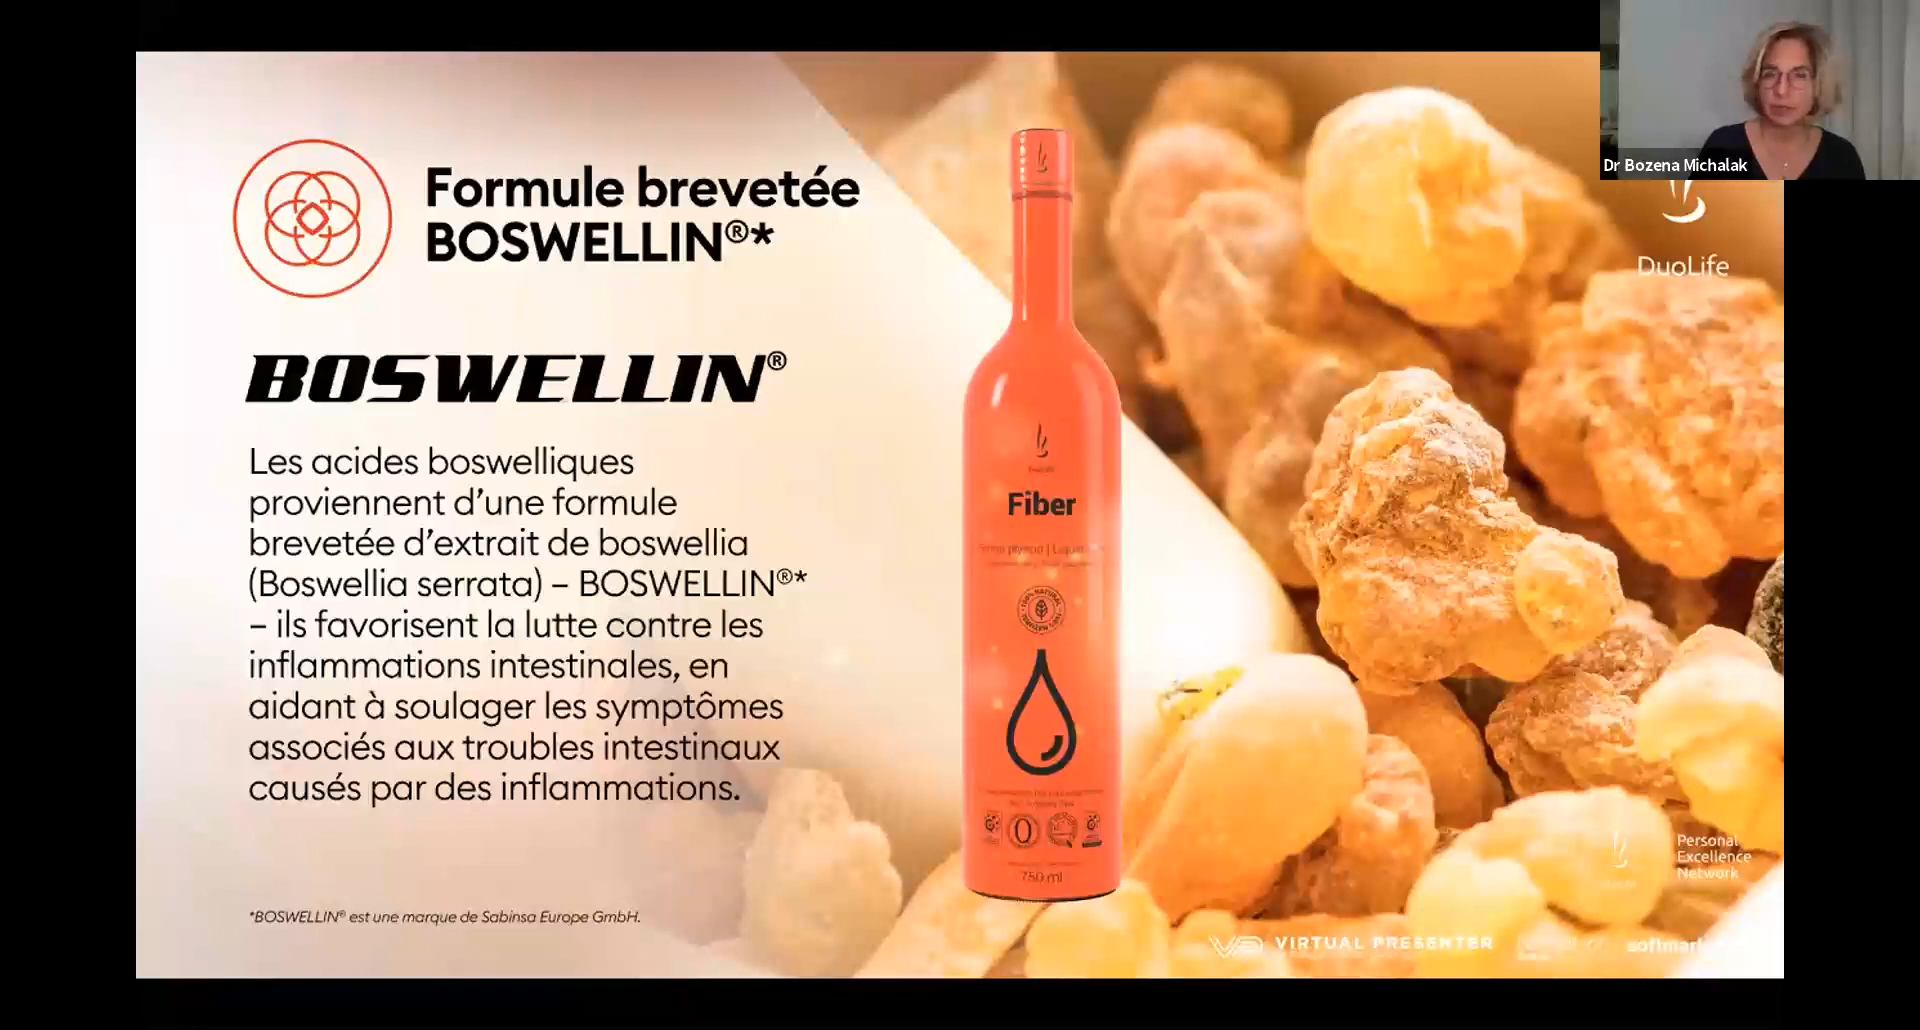 Dr Bozena Michalak
Formule brevetée
BOSWELLIN®*
DuoLife
BOSWELLIN®
Les acides boswelliques
proviennent d’une formule
brevetée d’extrait de boswellia
(Boswellia serrata) – BOSWELLIN®*
– ils favorisent la lutte contre les
inflammations intestinales, en
aidant à soulager les symptômes
associés aux troubles intestinaux
causés par des inflammations.
*BOSWELLIN® est une marque de Sabinsa Europe GmbH.
Fiber
100% NATURAL
750 ml
Personal
Excellence
Network
VIRTUAL PRESENTER